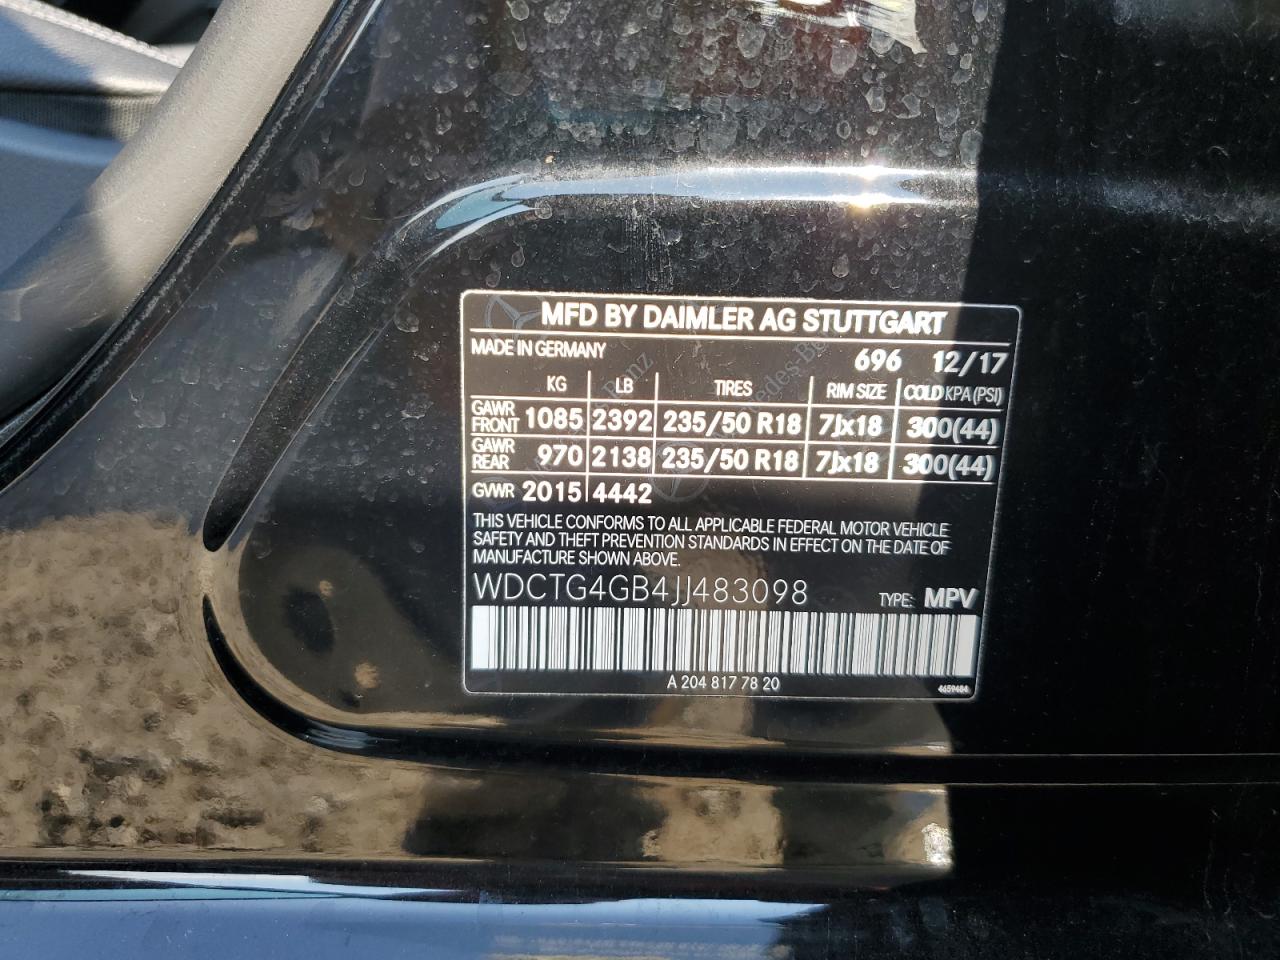 MFD BY DAIMLER AG STUTTGART
MADE IN GERMANY 696 12/17
KG LB TIRES RIM SIZE COLD KPA (PSI)
GAWR FRONT 1085 2392 235/50 R18 7Jx18 300(44)
GAWR REAR 970 2138 235/50 R18 7Jx18 300(44)
GVWR 2015 4442
THIS VEHICLE CONFORMS TO ALL APPLICABLE FEDERAL MOTOR VEHICLE
SAFETY AND THEFT PREVENTION STANDARDS IN EFFECT ON THE DATE OF
MANUFACTURE SHOWN ABOVE.
WDCTG4GB4JJ483098 TYPE: MPV
A 204 817 78 20 4659484